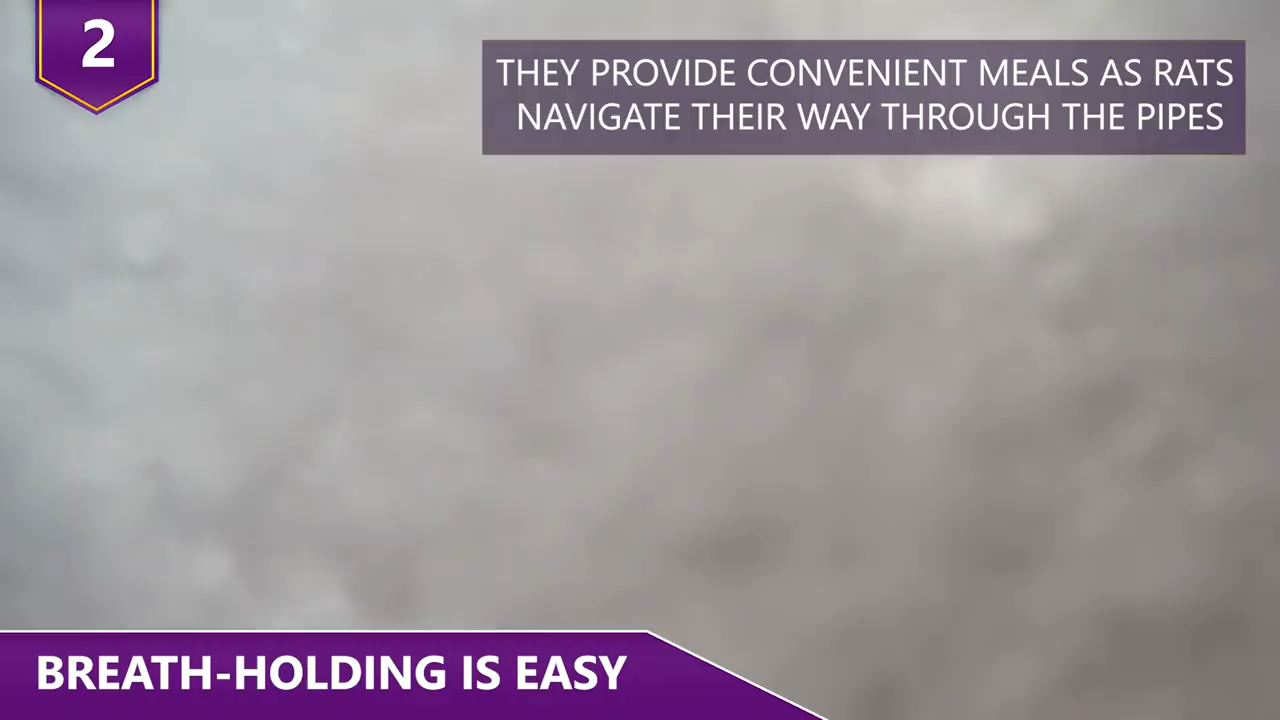 2
THEY PROVIDE CONVENIENT MEALS AS RATS
NAVIGATE THEIR WAY THROUGH THE PIPES
BREATH-HOLDING IS EASY